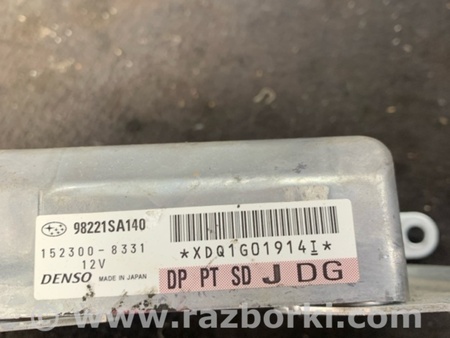 98221SA140
152300-8331
12V
DENSO MADE IN JAPAN
*XDQ1G01914I*
DP PT SD J DG
© www.razborki.com